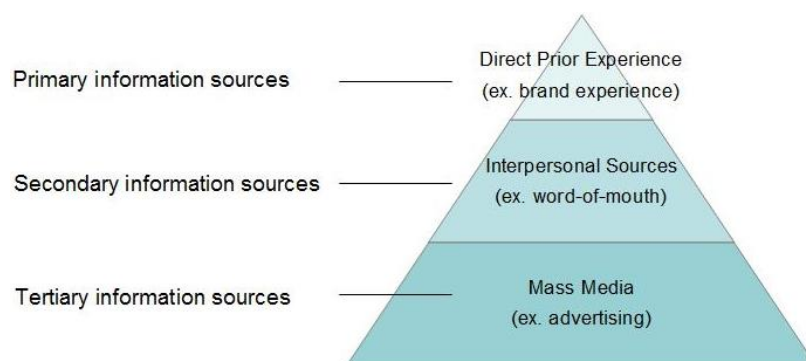 Primary information sources
Direct Prior Experience
(ex. brand experience)
Secondary information sources
Interpersonal Sources
(ex. word-of-mouth)
Tertiary information sources
Mass Media
(ex. advertising)